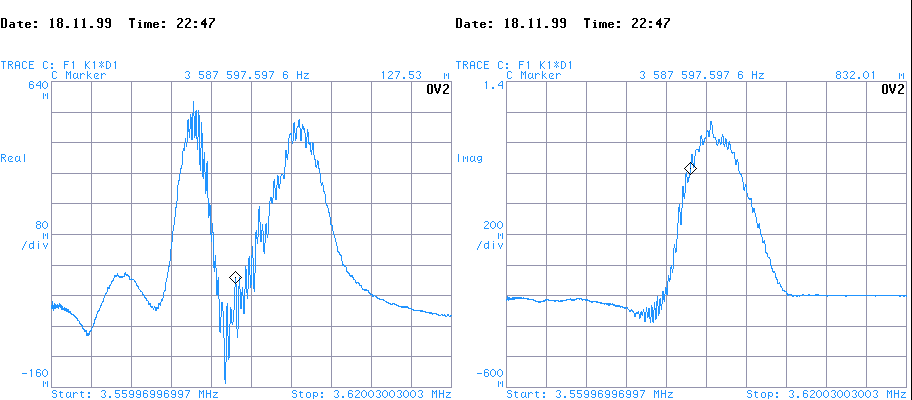 Date: 18.11.99  Time: 22:47
TRACE C: F1 K1*D1
C Marker 3 587 597.597 6 Hz 127.53 M
640
M
OV2
Real
80
M
/div
-160
M
Start: 3.55996996997 MHz Stop: 3.62003003003 MHz
Date: 18.11.99  Time: 22:47
TRACE C: F1 K1*D1
C Marker 3 587 597.597 6 Hz 832.01 M
1.4
OV2
Imag
200
M
/div
-600
M
Start: 3.55996996997 MHz Stop: 3.62003003003 MHz